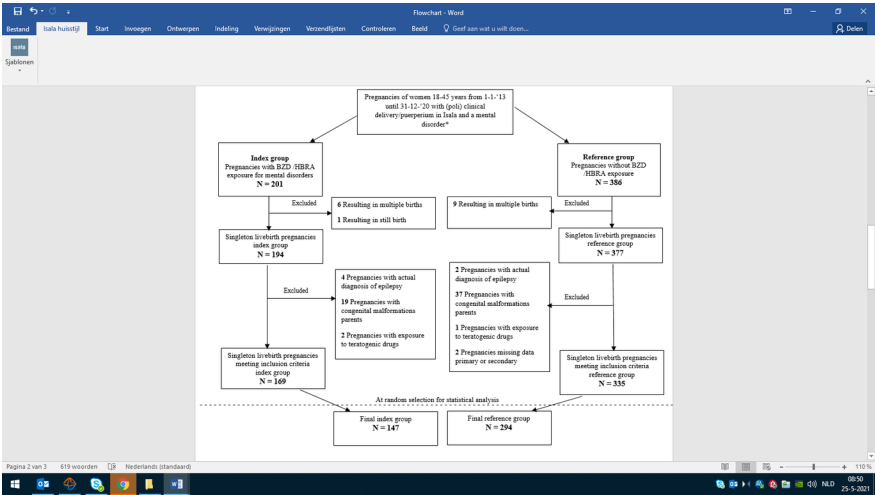 Flowchart - Word
Bestand Isala huisstijl Start Invoegen Ontwerpen Indeling Verwijzingen Verzendlijsten Controleren Beeld Geef aan wat u wilt doen... Delen
isala
Sjablonen
Pregnancies of women 18-45 years from 1-1-'13
until 31-12-'20 with (poli) clinical
delivery/puerperium in Isala and a mental
disorder*
Index group
Pregnancies with BZD /HBRA
exposure for mental disorders
N = 201
Reference group
Pregnancies without BZD
/HBRA exposure
N = 386
Excluded
6 Resulting in multiple births
1 Resulting in still birth
9 Resulting in multiple births
Excluded
Singleton livebirth pregnancies
index group
N = 194
Singleton livebirth pregnancies
reference group
N = 377
Excluded
4 Pregnancies with actual
diagnosis of epilepsy
19 Pregnancies with
congenital malformations
parents
2 Pregnancies with exposure
to teratogenic drugs
2 Pregnancies with actual
diagnosis of epilepsy
37 Pregnancies with
congenital malformations
parents
1 Pregnancies with exposure
to teratogenic drugs
2 Pregnancies missing data
primary or secondary
Excluded
Singleton livebirth pregnancies
meeting inclusion criteria
index group
N = 169
Singleton livebirth pregnancies
meeting inclusion criteria
reference group
N = 335
At random selection for statistical analysis
Final index group
N = 147
Final reference group
N = 294
Pagina 2 van 3 619 woorden Nederlands (standaard) 110 %
NLD
08:50
25-5-2021